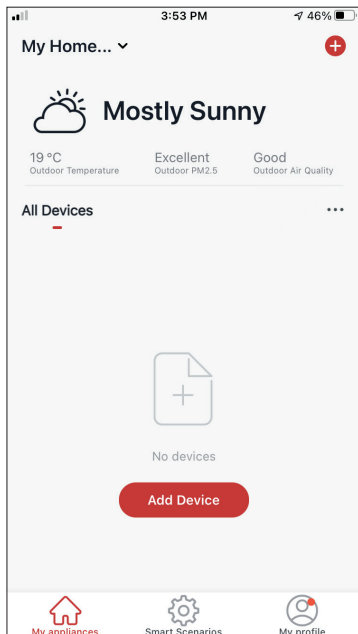 3:53 PM
46%
My Home...
Mostly Sunny
19 °C
Outdoor Temperature
Excellent
Outdoor PM2.5
Good
Outdoor Air Quality
All Devices
No devices
Add Device
My appliances
Smart Scenarios
My profile